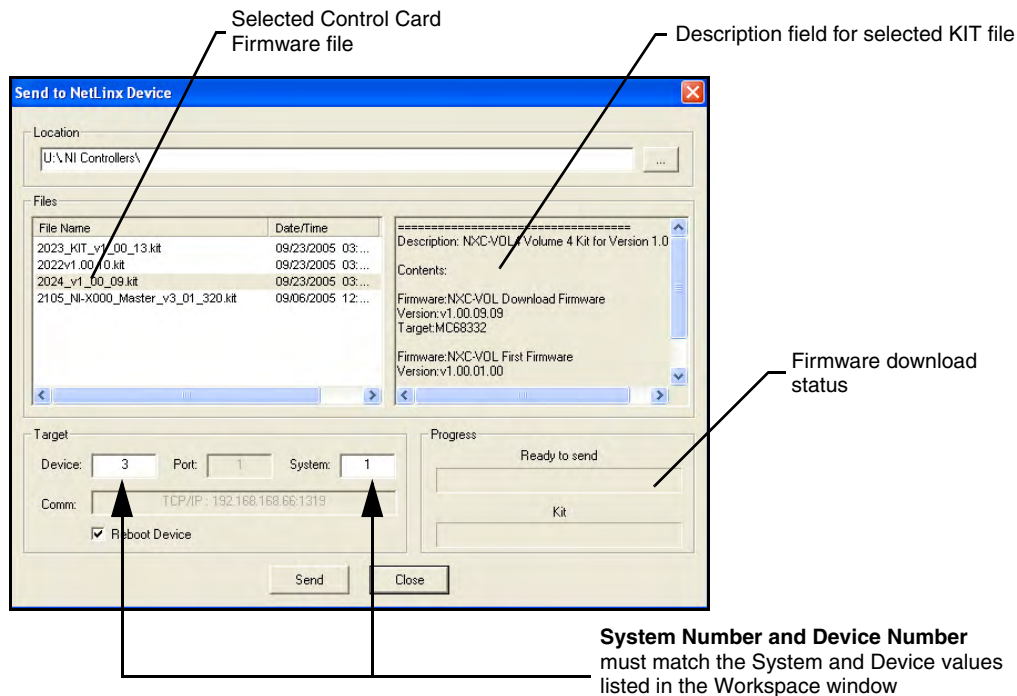 Selected Control Card
Firmware file
Description field for selected KIT file
Send to NetLinx Device
Location
U:\NI Controllers\
...
Files
File Name Date/Time
2023_KIT_v1_00_13.kit 09/23/2005 03:...
2022v1.00.10.kit 09/23/2005 03:...
2024_v1_00_09.kit 09/23/2005 03:...
2105_NI-X000_Master_v3_01_320.kit 09/06/2005 12:...
==================================
Description: NXC-VOL4 Volume 4 Kit for Version 1.0
Contents:
Firmware:NXC-VOL Download Firmware
Version:v1.00.09.09
Target:MC68332
Firmware:NXC-VOL First Firmware
Version:v1.00.01.00
Firmware download
status
Target
Device: 3 Port: 1 System: 1
Comm: TCP/IP : 192.168.168.66:1319
Reboot Device
Progress
Ready to send
Kit
Send Close
System Number and Device Number
must match the System and Device values
listed in the Workspace window